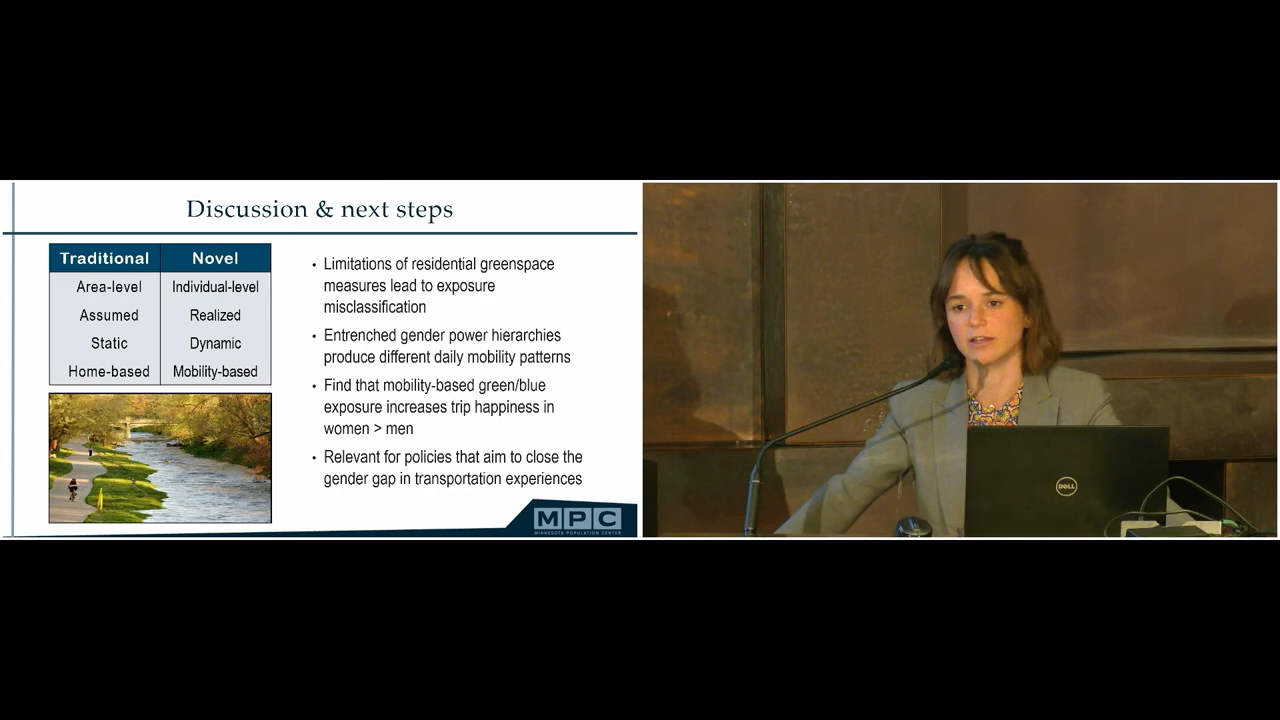 Discussion & next steps
Traditional Novel
Area-level Individual-level
Assumed Realized
Static Dynamic
Home-based Mobility-based
• Limitations of residential greenspace
measures lead to exposure
misclassification
• Entrenched gender power hierarchies
produce different daily mobility patterns
• Find that mobility-based green/blue
exposure increases trip happiness in
women > men
• Relevant for policies that aim to close the
gender gap in transportation experiences
MPC
MINNESOTA POPULATION CENTER
DELL